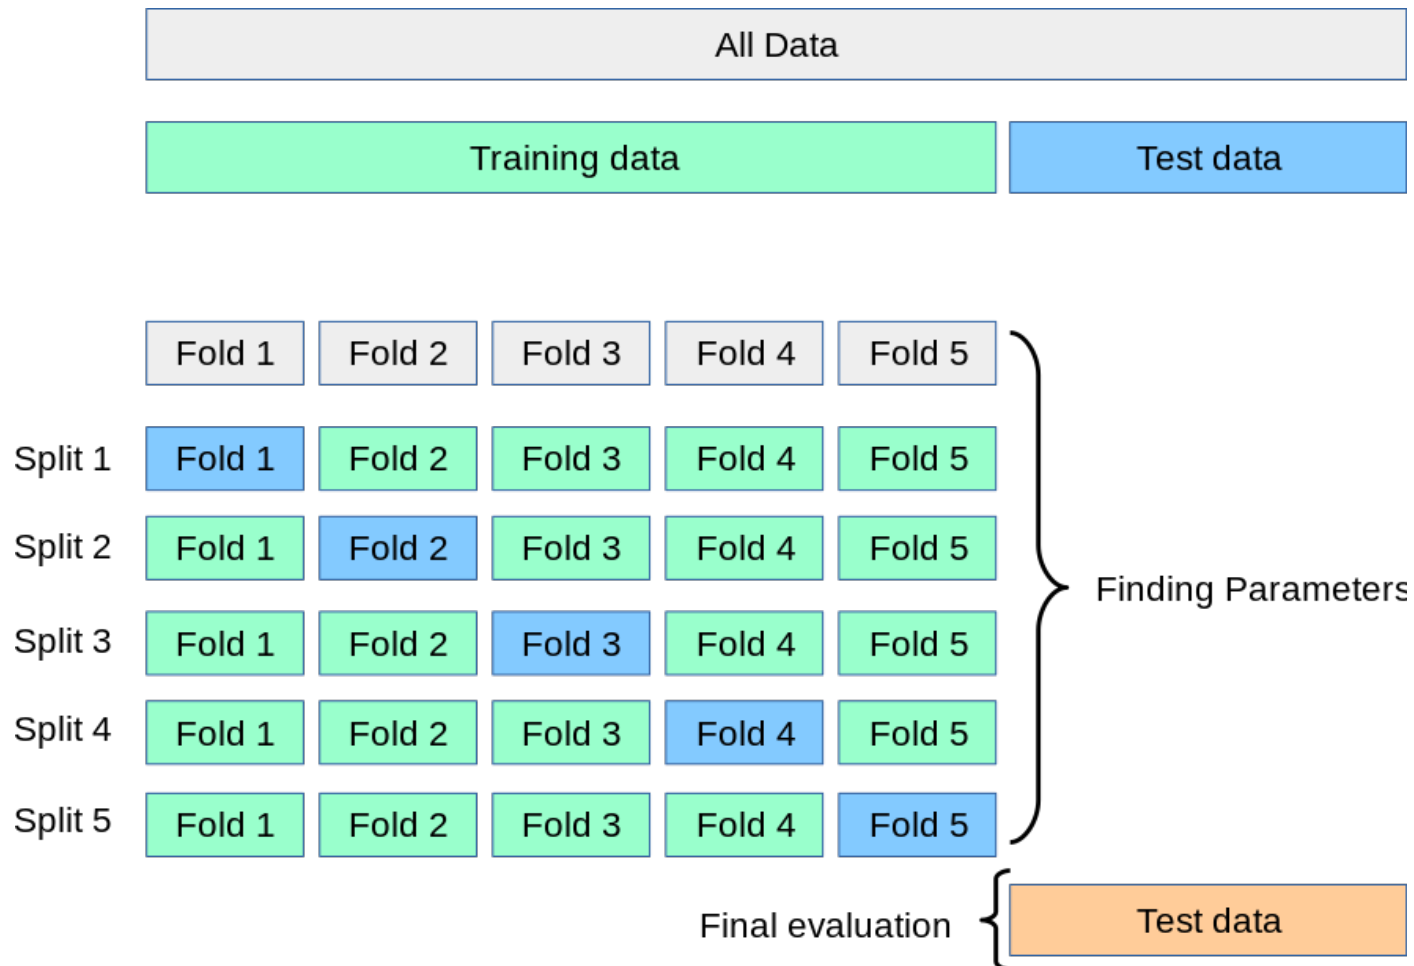 All Data
Training data Test data
Fold 1 Fold 2 Fold 3 Fold 4 Fold 5
Split 1 Fold 1 Fold 2 Fold 3 Fold 4 Fold 5
Split 2 Fold 1 Fold 2 Fold 3 Fold 4 Fold 5
Finding Parameters
Split 3 Fold 1 Fold 2 Fold 3 Fold 4 Fold 5
Split 4 Fold 1 Fold 2 Fold 3 Fold 4 Fold 5
Split 5 Fold 1 Fold 2 Fold 3 Fold 4 Fold 5
Final evaluation Test data